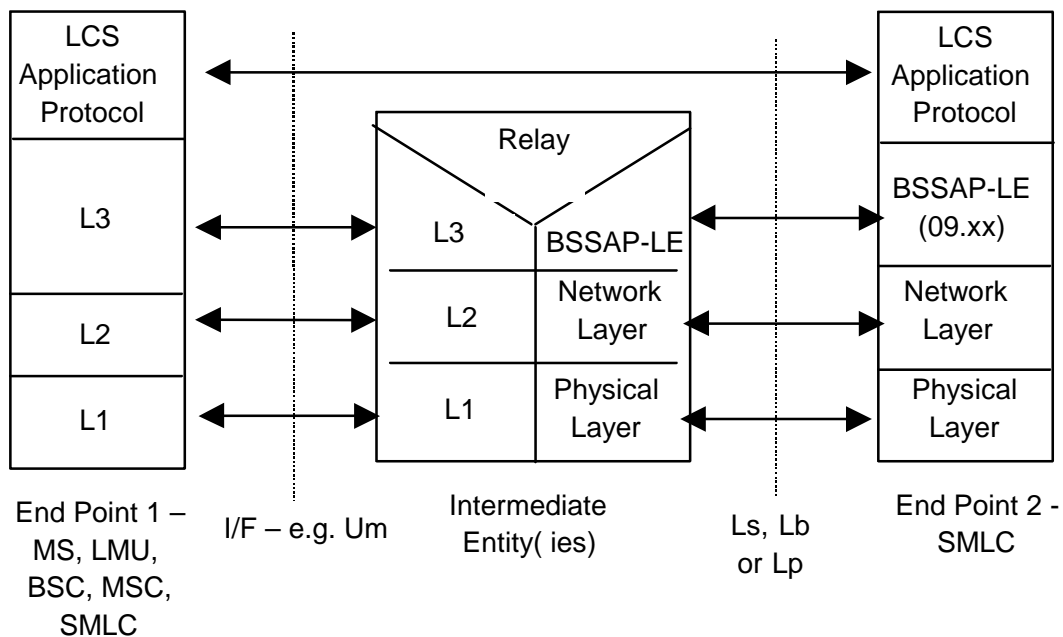 LCS
Application
Protocol
L3
L2
L1
End Point 1 –
MS, LMU,
BSC, MSC,
SMLC
I/F – e.g. Um
Relay
L3
BSSAP-LE
L2
Network
Layer
L1
Physical
Layer
Intermediate
Entity( ies)
Ls, Lb
or Lp
LCS
Application
Protocol
BSSAP-LE
(09.xx)
Network
Layer
Physical
Layer
End Point 2 -
SMLC